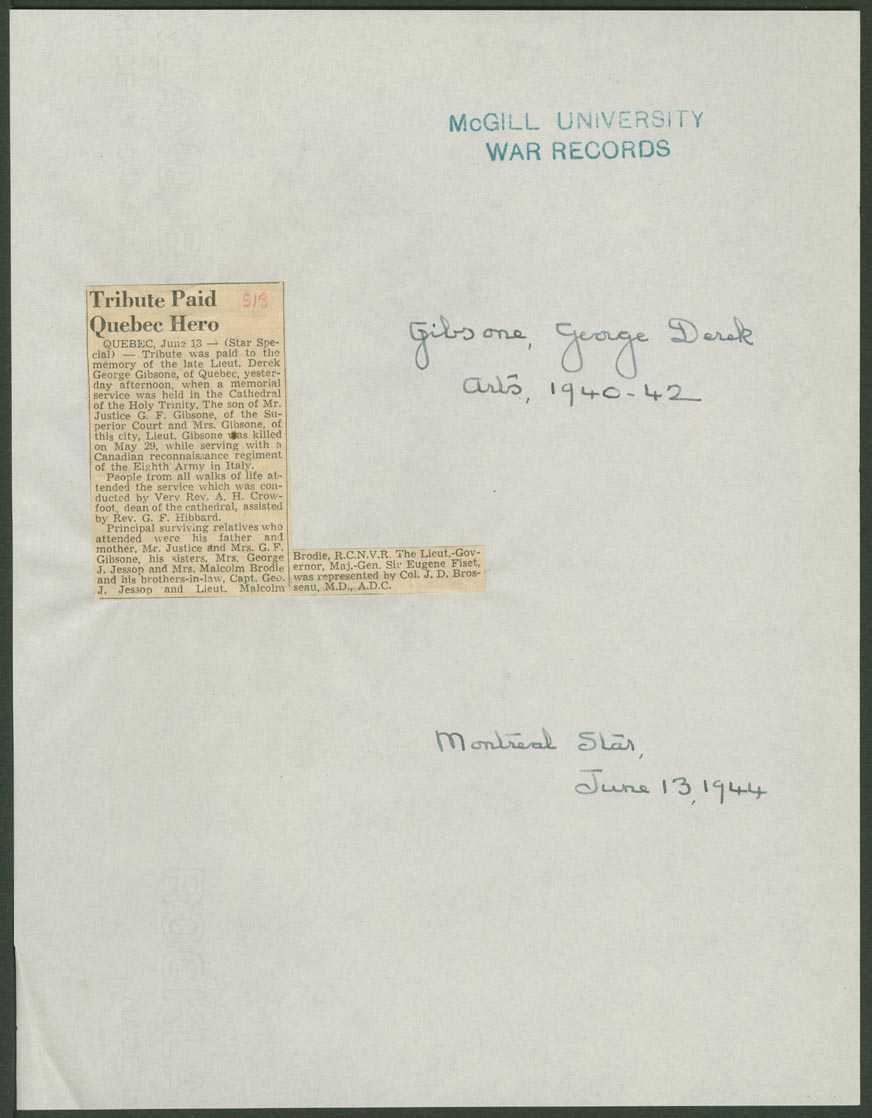 McGILL UNIVERSITY
WAR RECORDS
Tribute Paid
Quebec Hero
QUEBEC, June 13 — (Star Spe-
cial) — Tribute was paid to the
memory of the late Lieut. Derek
George Gibsone, of Quebec, yester-
day afternoon, when a memorial
service was held in the Cathedral
of the Holy Trinity. The son of Mr.
Justice G. F. Gibsone, of the Su-
perior Court and Mrs. Gibsone, of
this city, Lieut. Gibsone was killed
on May 29, while serving with a
Canadian reconnaissance regiment
of the Eighth Army in Italy.
People from all walks of life at-
tended the service which was con-
ducted by Very Rev. A. H. Crow-
foot, dean of the cathedral, assisted
by Rev. G. F. Hibbard.
Principal surviving relatives who
attended were his father and
mother, Mr. Justice and Mrs. G. F.
Gibsone, his sisters, Mrs. George
J. Jessop and Mrs. Malcolm Brodie
and his brothers-in-law, Capt. Geo.
J. Jessop and Lieut. Malcolm
Brodie, R.C.N.V.R. The Lieut.-Gov-
ernor, Maj.-Gen. Sir Eugene Fiset,
was represented by Col. J. D. Bros-
seau, M.D., A.D.C.
Gibsone, George Derek
Arts, 1940-42
Montreal Star,
June 13, 1944